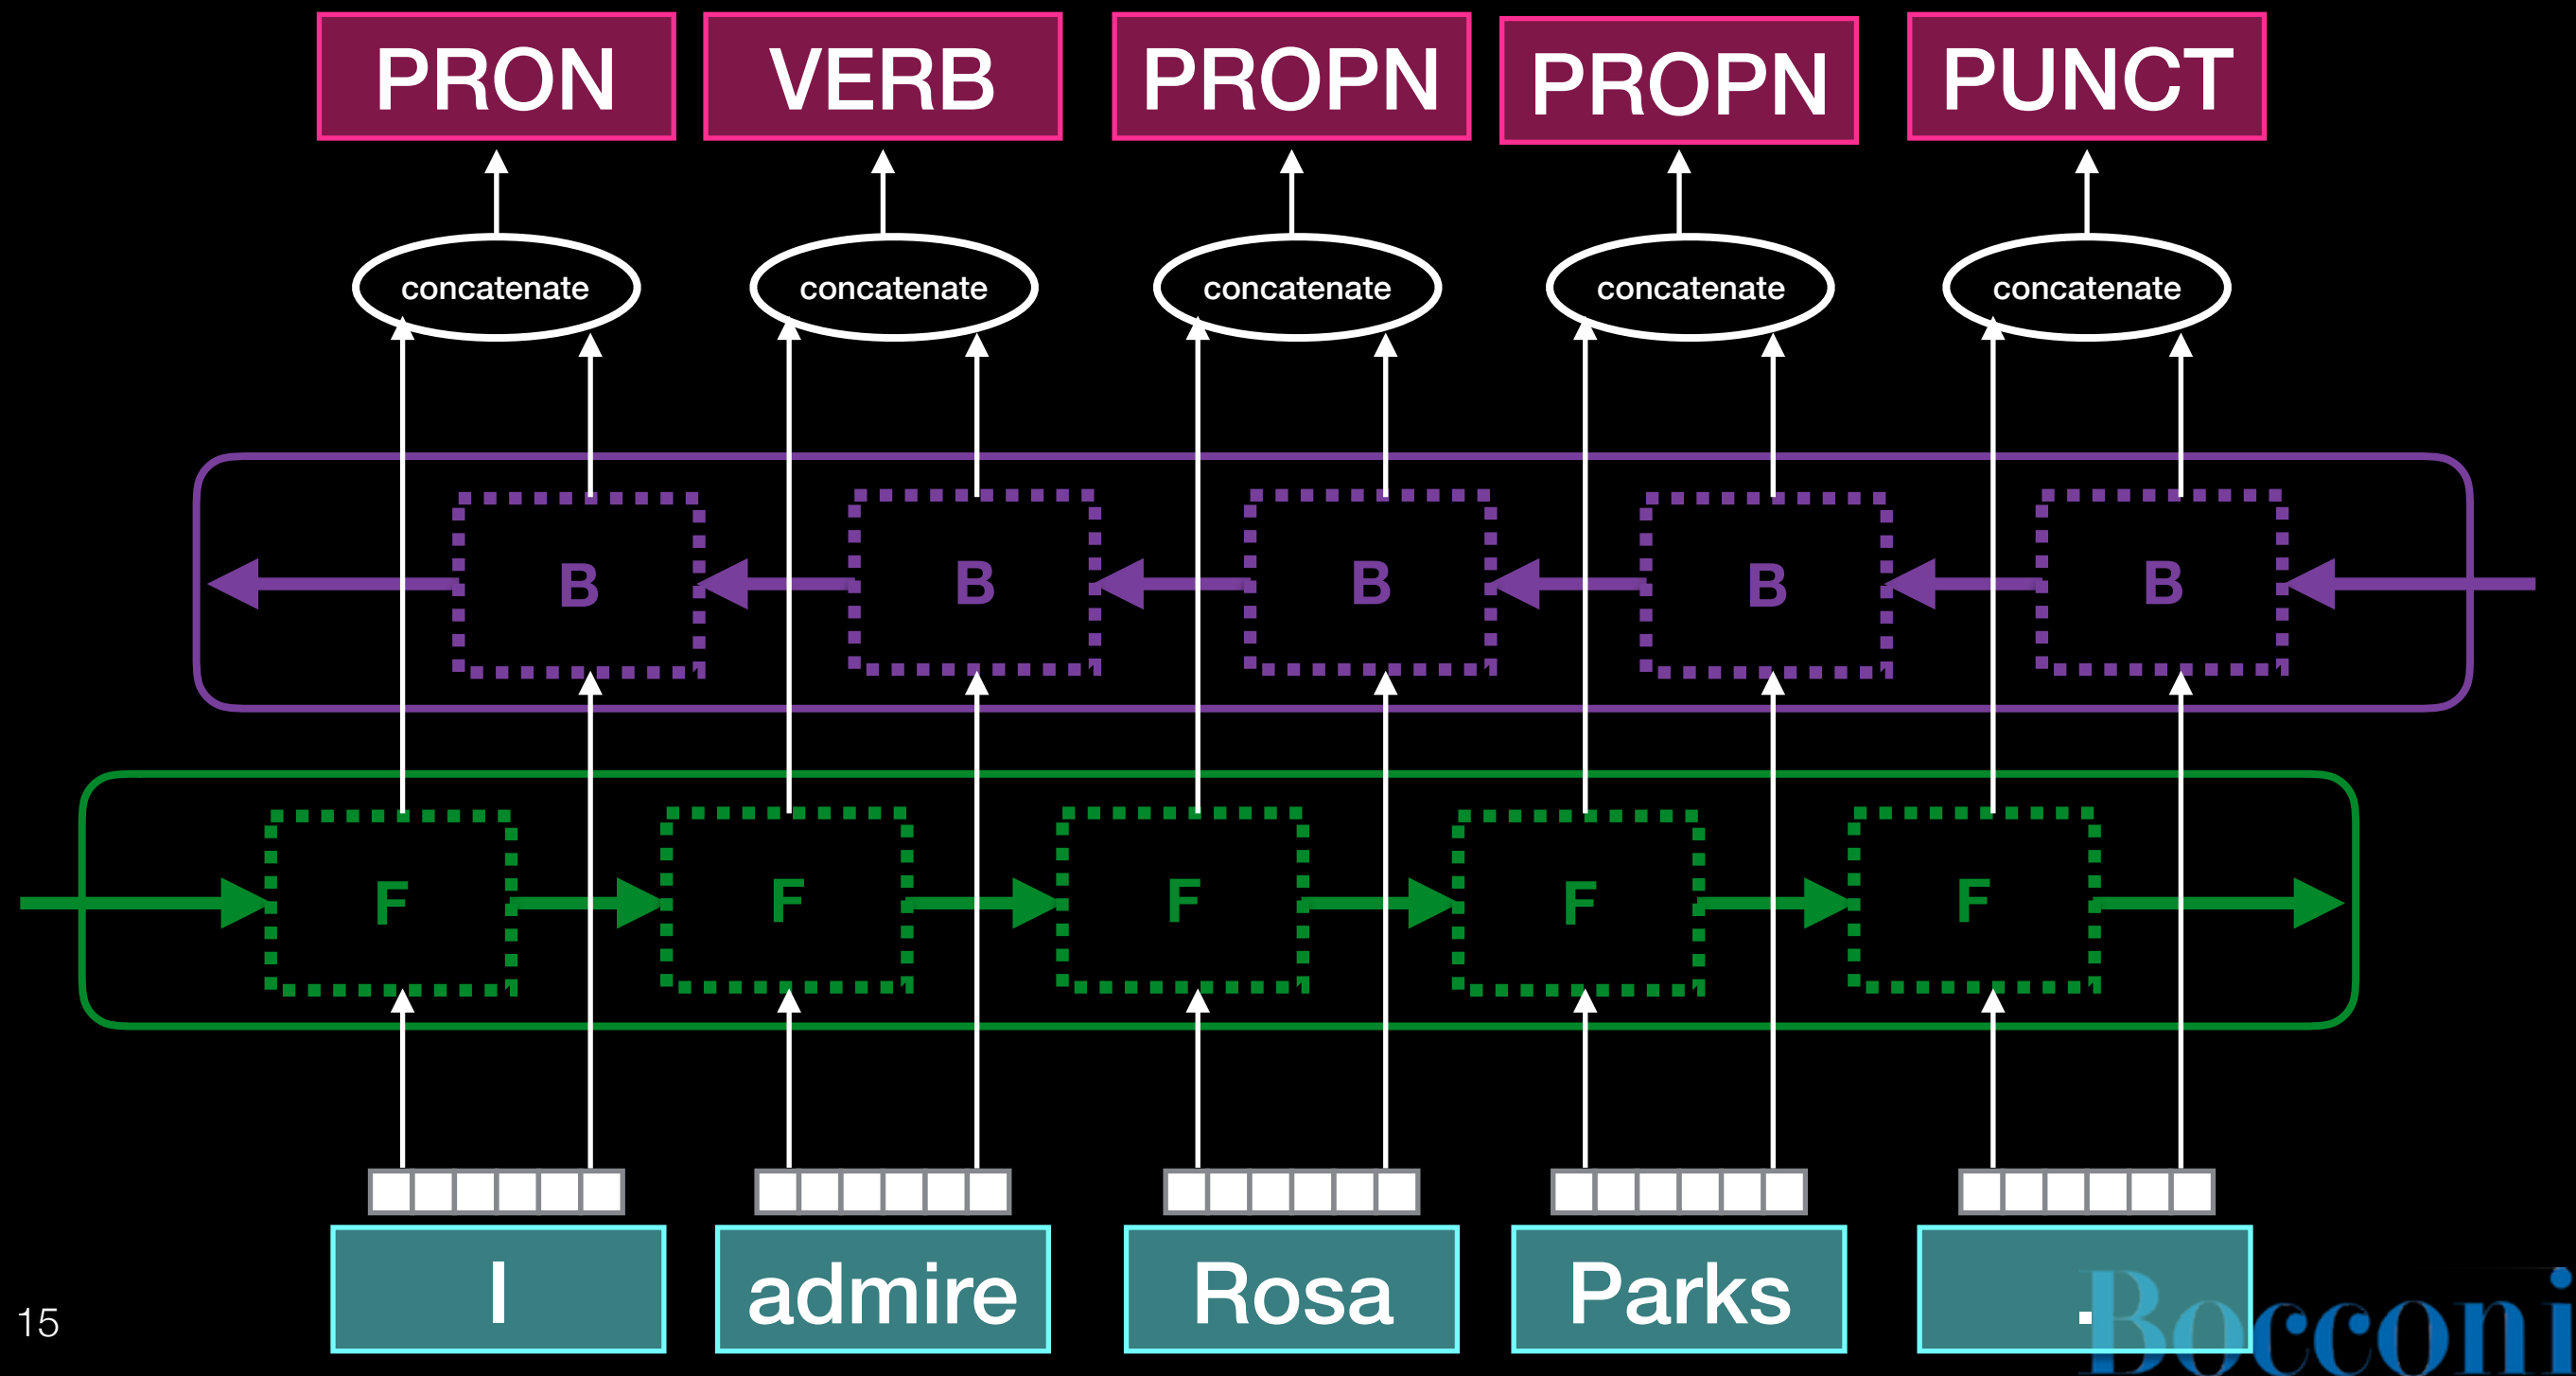 PRON VERB PROPN PROPN PUNCT
concatenate concatenate concatenate concatenate concatenate
B B B B B
F F F F F
I admire Rosa Parks .
15
Bocconi